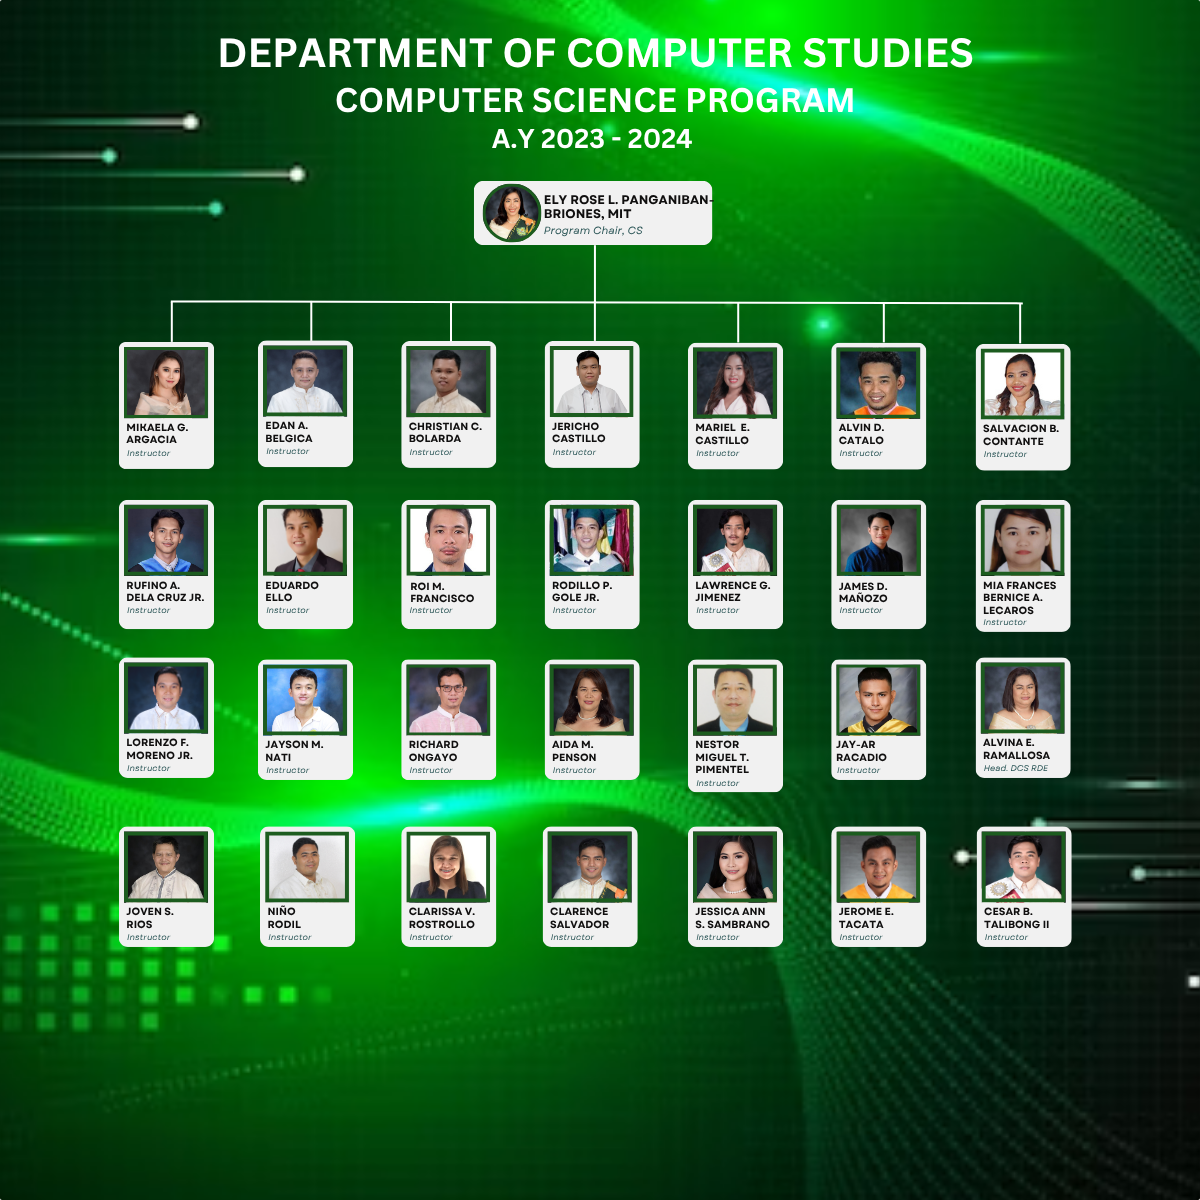 DEPARTMENT OF COMPUTER STUDIES
COMPUTER SCIENCE PROGRAM
A.Y 2023 - 2024
ELY ROSE L. PANGANIBAN-
BRIONES, MIT
Program Chair, CS
MIKAELA G.
ARGACIA
Instructor
EDAN A.
BELGICA
Instructor
CHRISTIAN C.
BOLARDA
Instructor
JERICHO
CASTILLO
Instructor
MARIEL E.
CASTILLO
Instructor
ALVIN D.
CATALO
Instructor
SALVACION B.
CONTANTE
Instructor
RUFINO A.
DELA CRUZ JR.
Instructor
EDUARDO
ELLO
Instructor
ROI M.
FRANCISCO
Instructor
RODILLO P.
GOLE JR.
Instructor
LAWRENCE G.
JIMENEZ
Instructor
JAMES D.
MAÑOZO
Instructor
MIA FRANCES
BERNICE A.
LECAROS
Instructor
LORENZO F.
MORENO JR.
Instructor
JAYSON M.
NATI
Instructor
RICHARD
ONGAYO
Instructor
AIDA M.
PENSON
Instructor
NESTOR
MIGUEL T.
PIMENTEL
Instructor
JAY-AR
RACADIO
Instructor
ALVINA E.
RAMALLOSA
Head. DCS RDE
JOVEN S.
RIOS
Instructor
NIÑO
RODIL
Instructor
CLARISSA V.
ROSTROLLO
Instructor
CLARENCE
SALVADOR
Instructor
JESSICA ANN
S. SAMBRANO
Instructor
JEROME E.
TACATA
Instructor
CESAR B.
TALIBONG II
Instructor